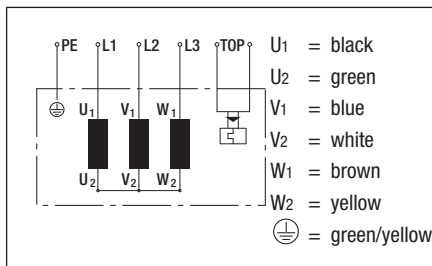 PE L1 L2 L3 TOP
U1 V1 W1
U2 V2 W2
U1 = black
U2 = green
V1 = blue
V2 = white
W1 = brown
W2 = yellow
⏚ = green/yellow